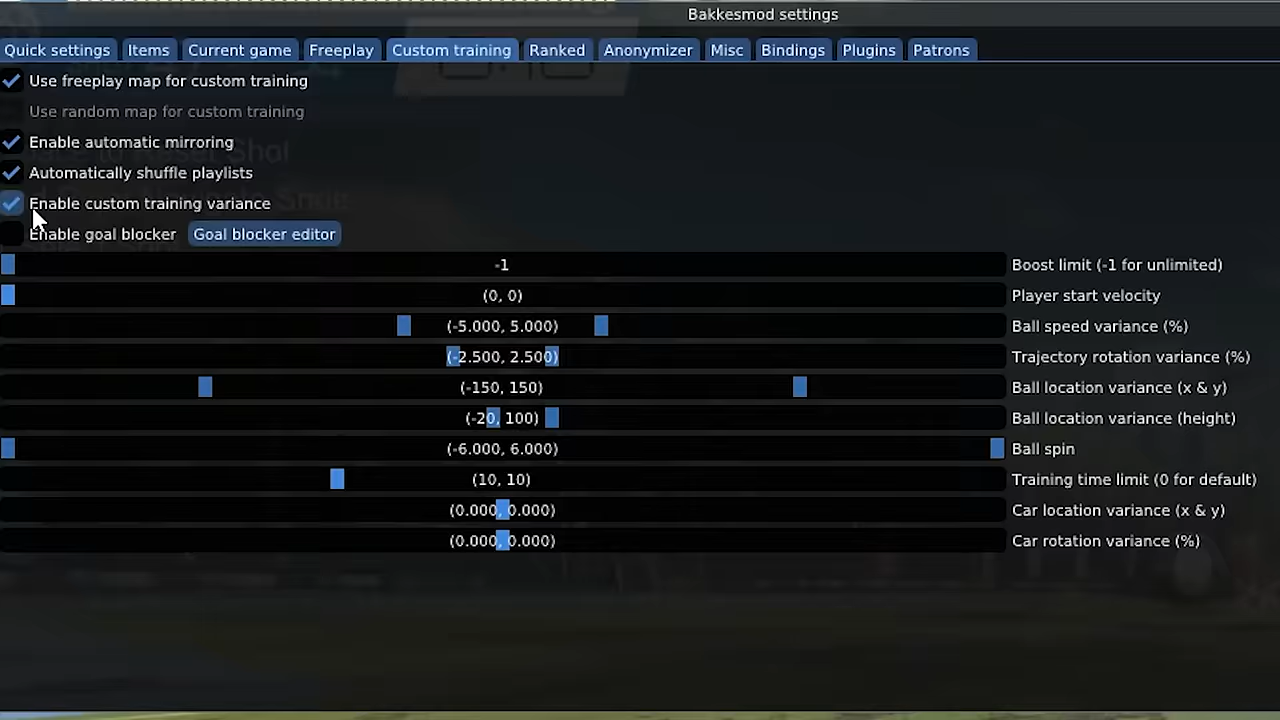 Bakkesmod settings
Quick settings Items Current game Freeplay Custom training Ranked Anonymizer Misc Bindings Plugins Patrons
Use freeplay map for custom training
Use random map for custom training
Enable automatic mirroring
Automatically shuffle playlists
Enable custom training variance
Enable goal blocker Goal blocker editor
-1 Boost limit (-1 for unlimited)
(0, 0) Player start velocity
(-5.000, 5.000) Ball speed variance (%)
(-2.500, 2.500) Trajectory rotation variance (%)
(-150, 150) Ball location variance (x & y)
(-20, 100) Ball location variance (height)
(-6.000, 6.000) Ball spin
(10, 10) Training time limit (0 for default)
(0.000, 0.000) Car location variance (x & y)
(0.000, 0.000) Car rotation variance (%)